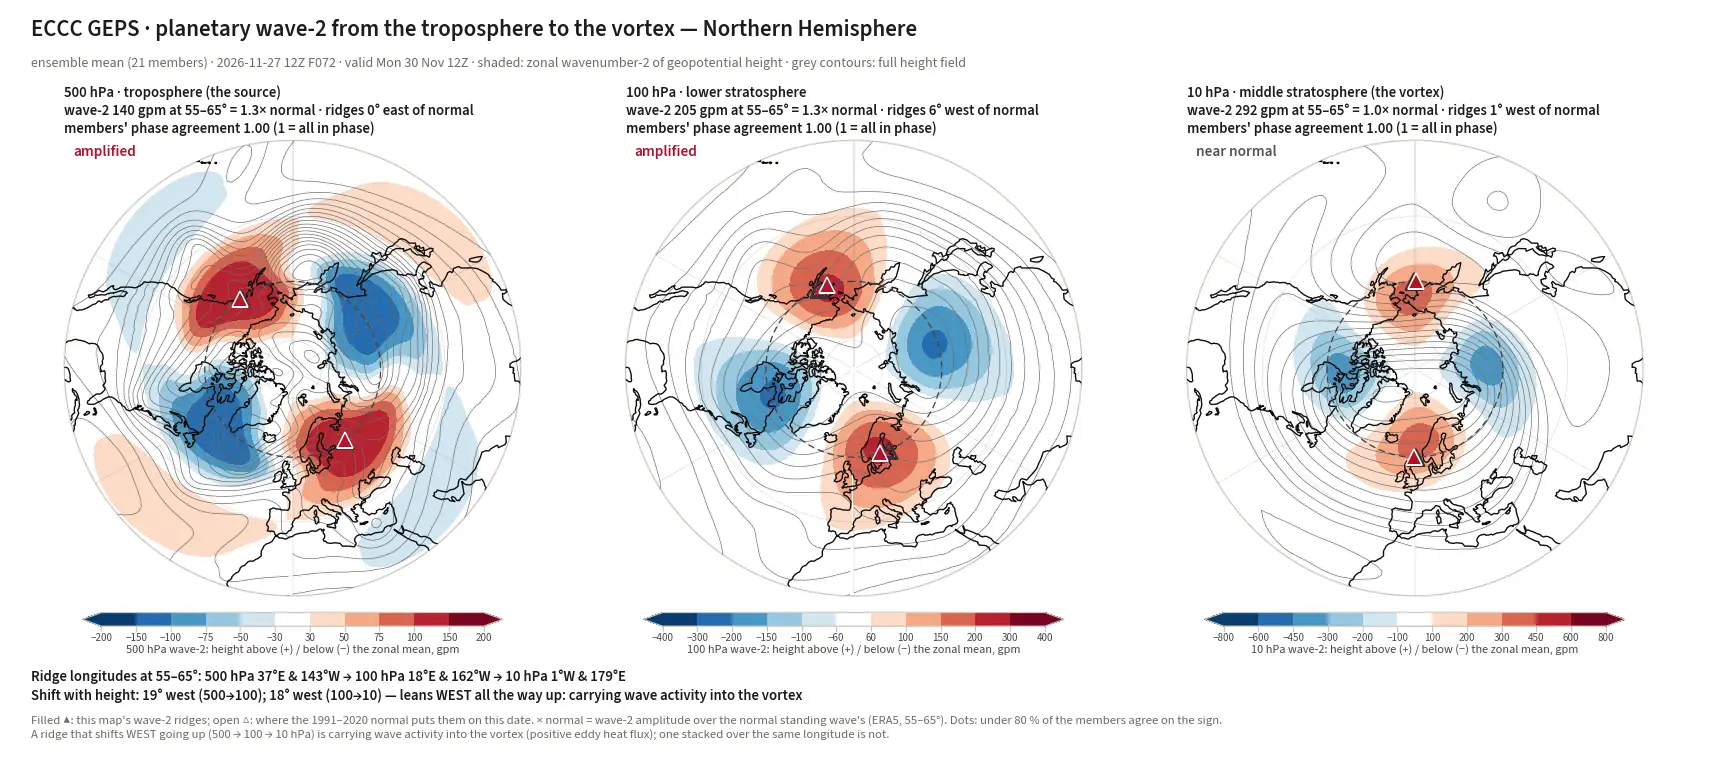 ECCC GEPS · planetary wave-2 from the troposphere to the vortex — Northern Hemisphere
ensemble mean (21 members) · 2026-11-27 12Z F072 · valid Mon 30 Nov 12Z · shaded: zonal wavenumber-2 of geopotential height · grey contours: full height field
500 hPa · troposphere (the source)
wave-2 140 gpm at 55–65° = 1.3× normal · ridges 0° east of normal
members' phase agreement 1.00 (1 = all in phase)
amplified
100 hPa · lower stratosphere
wave-2 205 gpm at 55–65° = 1.3× normal · ridges 6° west of normal
members' phase agreement 1.00 (1 = all in phase)
amplified
10 hPa · middle stratosphere (the vortex)
wave-2 292 gpm at 55–65° = 1.0× normal · ridges 1° west of normal
members' phase agreement 1.00 (1 = all in phase)
near normal
−200 −150 −100 −75 −50 −30 30 50 75 100 150 200
500 hPa wave-2: height above (+) / below (−) the zonal mean, gpm
−400 −300 −200 −150 −100 −60 60 100 150 200 300 400
100 hPa wave-2: height above (+) / below (−) the zonal mean, gpm
−800 −600 −450 −300 −200 −100 100 200 300 450 600 800
10 hPa wave-2: height above (+) / below (−) the zonal mean, gpm
Ridge longitudes at 55–65°: 500 hPa 37°E & 143°W → 100 hPa 18°E & 162°W → 10 hPa 1°W & 179°E
Shift with height: 19° west (500→100); 18° west (100→10) — leans WEST all the way up: carrying wave activity into the vortex
Filled ▲: this map's wave-2 ridges; open △: where the 1991–2020 normal puts them on this date. × normal = wave-2 amplitude over the normal standing wave's (ERA5, 55–65°). Dots: under 80 % of the members agree on the sign.
A ridge that shifts WEST going up (500 → 100 → 10 hPa) is carrying wave activity into the vortex (positive eddy heat flux); one stacked over the same longitude is not.